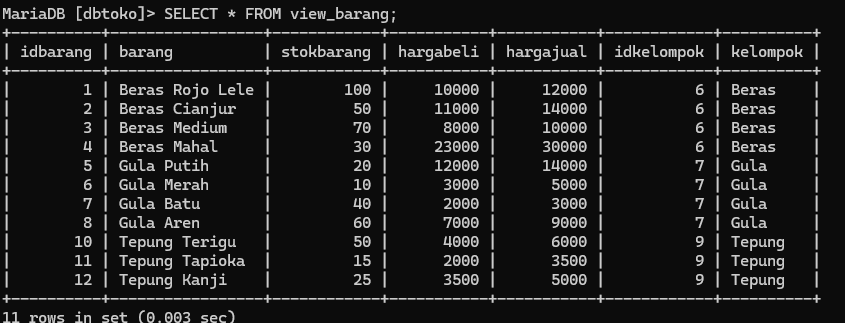 MariaDB [dbtoko]> SELECT * FROM view_barang;
+----------+-----------------+------------+-----------+-----------+------------+----------+
| idbarang | barang          | stokbarang | hargabeli | hargajual | idkelompok | kelompok |
+----------+-----------------+------------+-----------+-----------+------------+----------+
|        1 | Beras Rojo Lele |        100 |     10000 |     12000 |          6 | Beras    |
|        2 | Beras Cianjur   |         50 |     11000 |     14000 |          6 | Beras    |
|        3 | Beras Medium    |         70 |      8000 |     10000 |          6 | Beras    |
|        4 | Beras Mahal     |         30 |     23000 |     30000 |          6 | Beras    |
|        5 | Gula Putih      |         20 |     12000 |     14000 |          7 | Gula     |
|        6 | Gula Merah      |         10 |      3000 |      5000 |          7 | Gula     |
|        7 | Gula Batu       |         40 |      2000 |      3000 |          7 | Gula     |
|        8 | Gula Aren       |         60 |      7000 |      9000 |          7 | Gula     |
|       10 | Tepung Terigu   |         50 |      4000 |      6000 |          9 | Tepung   |
|       11 | Tepung Tapioka  |         15 |      2000 |      3500 |          9 | Tepung   |
|       12 | Tepung Kanji    |         25 |      3500 |      5000 |          9 | Tepung   |
+----------+-----------------+------------+-----------+-----------+------------+----------+
11 rows in set (0.003 sec)